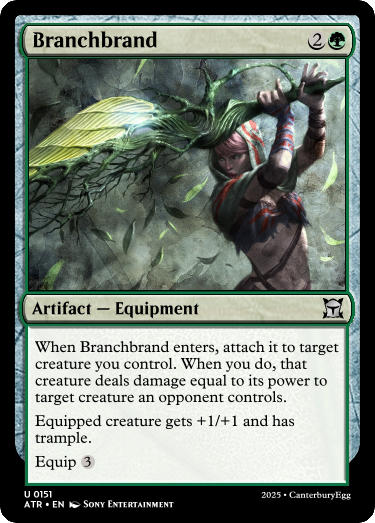 Branchbrand 2
Artifact — Equipment
When Branchbrand enters, attach it to target
creature you control. When you do, that
creature deals damage equal to its power to
target creature an opponent controls.
Equipped creature gets +1/+1 and has
trample.
Equip 3
U 0151
ATR • EN Sony Entertainment 2025 • CanterburyEgg